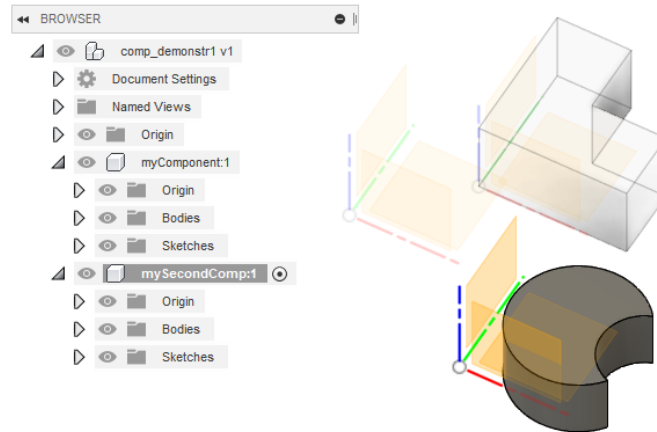 BROWSER
comp_demonstr1 v1
Document Settings
Named Views
Origin
myComponent:1
Origin
Bodies
Sketches
mySecondComp:1
Origin
Bodies
Sketches